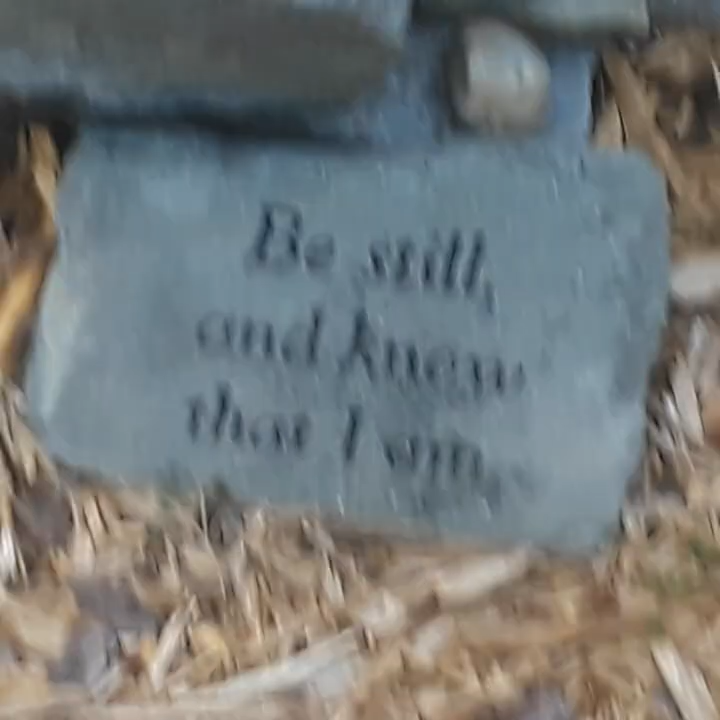 Be still,
and know
that I am.